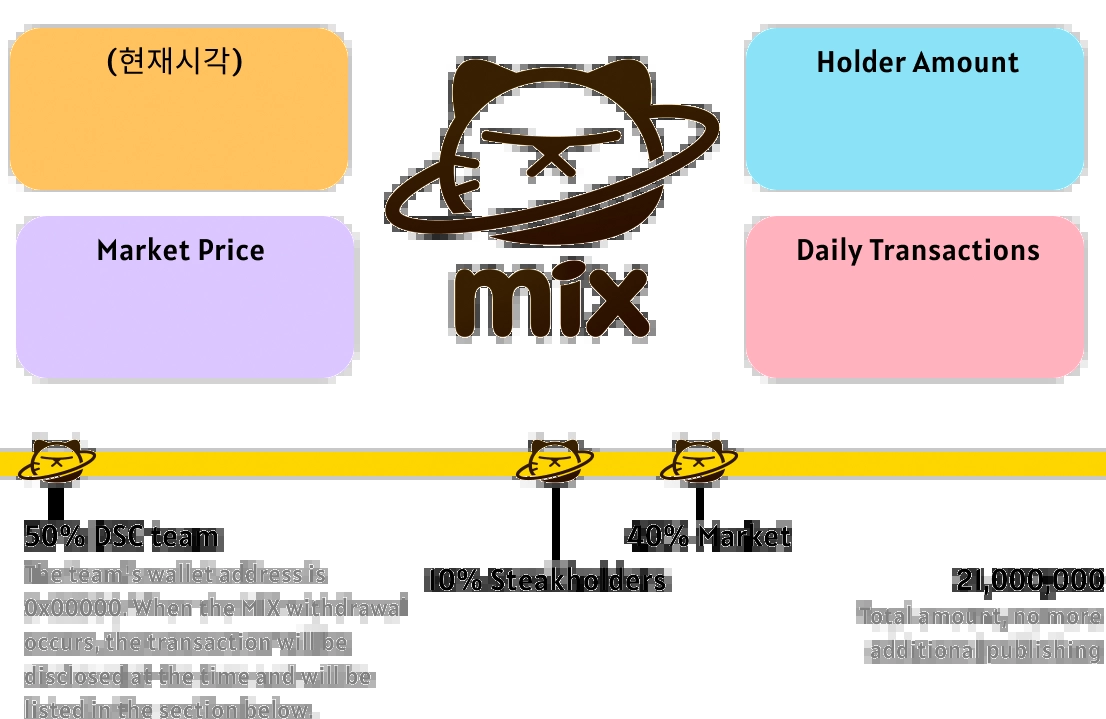 (현재시각)
Holder Amount
Market Price
Daily Transactions
mix
50% DSC team
The team's wallet address is
0x00000. When the MIX withdrawal
occurs, the transaction will be
disclosed at the time and will be
listed in the section below.
10% Steakholders
40% Market
21,000,000
Total amount, no more
additional publishing